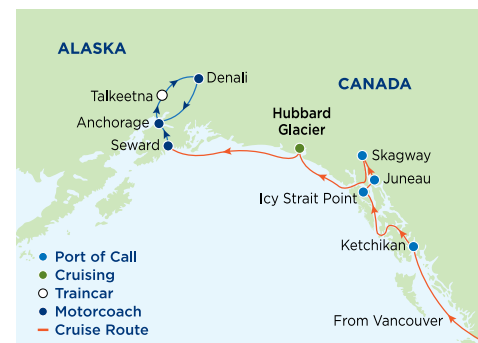 ALASKA
Denali
CANADA
Talkeetna
Hubbard
Glacier
Anchorage
Seward
Skagway
Juneau
Icy Strait Point
Ketchikan
From Vancouver
Port of Call
Cruising
Traincar
Motorcoach
Cruise Route